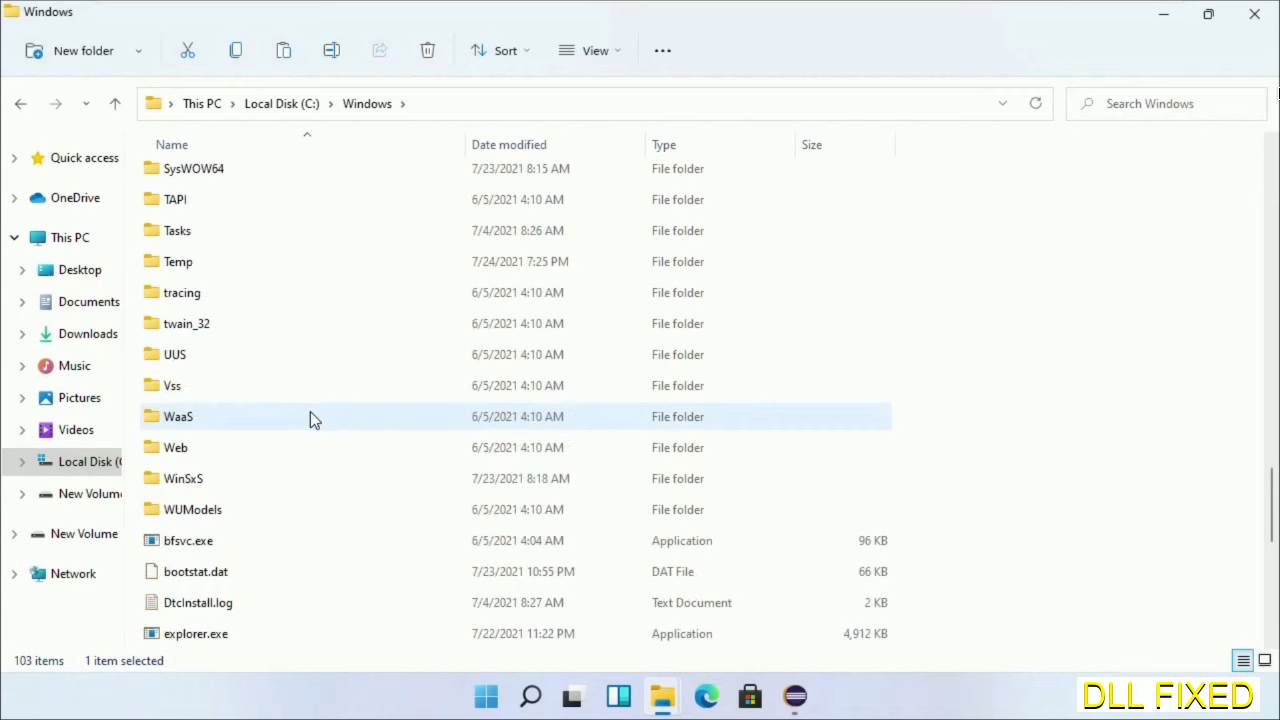 Windows
New folder
Sort
View
This PC
Local Disk (C:)
Windows
Search Windows
Name Date modified Type Size
Quick access
OneDrive
This PC
Desktop
Documents
Downloads
Music
Pictures
Videos
Local Disk (
New Volum
New Volume
Network
SysWOW64 7/23/2021 8:15 AM File folder
TAPI 6/5/2021 4:10 AM File folder
Tasks 7/4/2021 8:26 AM File folder
Temp 7/24/2021 7:25 PM File folder
tracing 6/5/2021 4:10 AM File folder
twain_32 6/5/2021 4:10 AM File folder
UUS 6/5/2021 4:10 AM File folder
Vss 6/5/2021 4:10 AM File folder
WaaS 6/5/2021 4:10 AM File folder
Web 6/5/2021 4:10 AM File folder
WinSxS 7/23/2021 8:18 AM File folder
WUModels 6/5/2021 4:10 AM File folder
bfsvc.exe 6/5/2021 4:04 AM Application 96 KB
bootstat.dat 7/23/2021 10:55 PM DAT File 66 KB
DtcInstall.log 7/4/2021 8:27 AM Text Document 2 KB
explorer.exe 7/22/2021 11:22 PM Application 4,912 KB
103 items 1 item selected
DLL FIXED